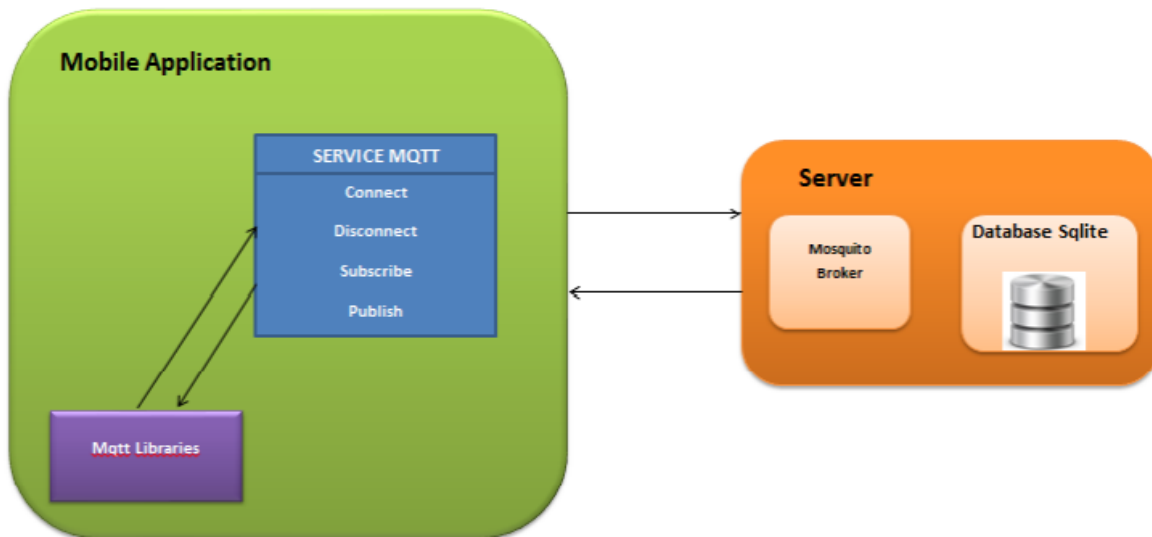 Mobile Application
SERVICE MQTT
Connect
Disconnect
Subscribe
Publish
Mqtt Libraries
Server
Mosquito
Broker
Database Sqlite